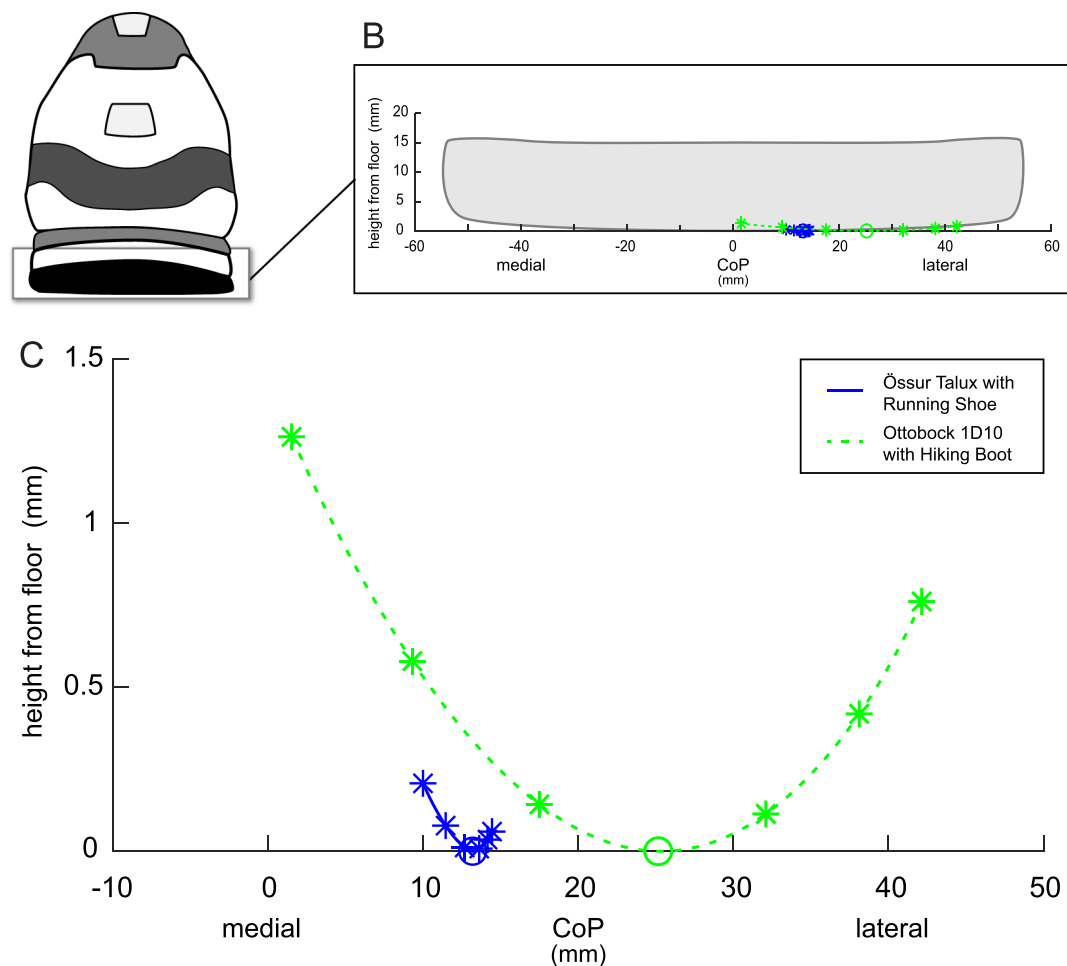 B
height from floor (mm)
20
15
10
5
0
-60
-40
-20
0
20
40
60
medial
CoP
lateral
(mm)
C
height from floor (mm)
1.5
1
0.5
0
-10
0
10
20
30
40
50
medial
CoP
lateral
(mm)
Össur Talux with
Running Shoe
Ottobock 1D10
with Hiking Boot